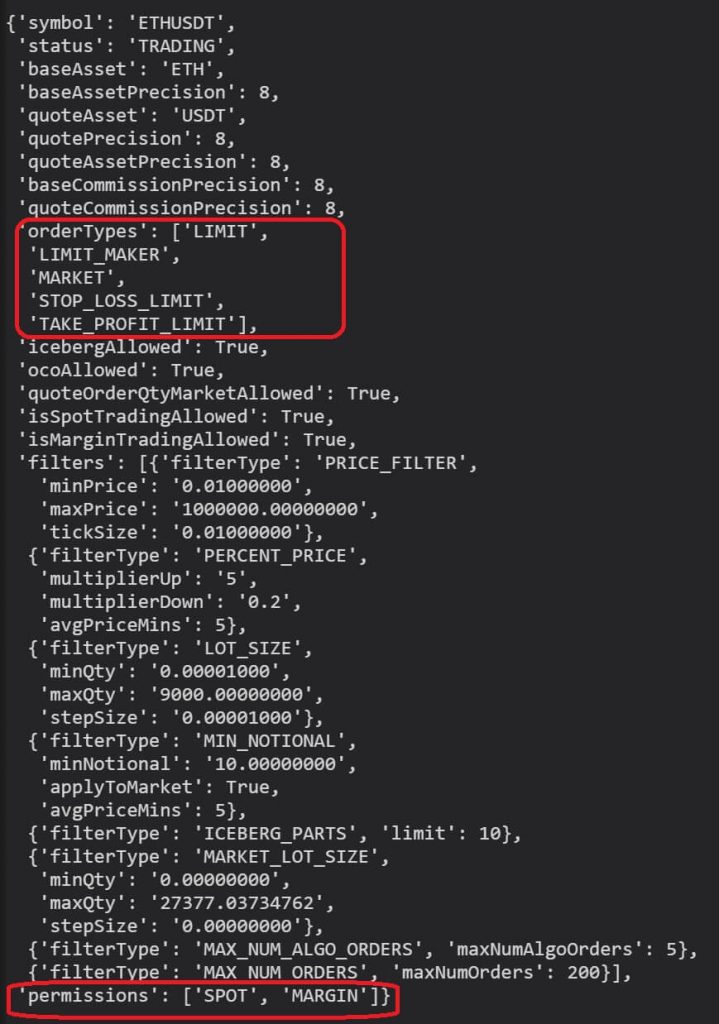 {'symbol': 'ETHUSDT',
'status': 'TRADING',
'baseAsset': 'ETH',
'baseAssetPrecision': 8,
'quoteAsset': 'USDT',
'quotePrecision': 8,
'quoteAssetPrecision': 8,
'baseCommissionPrecision': 8,
'quoteCommissionPrecision': 8,
'orderTypes': ['LIMIT',
'LIMIT_MAKER',
'MARKET',
'STOP_LOSS_LIMIT',
'TAKE_PROFIT_LIMIT'],
'icebergAllowed': True,
'ocoAllowed': True,
'quoteOrderQtyMarketAllowed': True,
'isSpotTradingAllowed': True,
'isMarginTradingAllowed': True,
'filters': [{'filterType': 'PRICE_FILTER',
'minPrice': '0.01000000',
'maxPrice': '1000000.00000000',
'tickSize': '0.01000000'},
{'filterType': 'PERCENT_PRICE',
'multiplierUp': '5',
'multiplierDown': '0.2',
'avgPriceMins': 5},
{'filterType': 'LOT_SIZE',
'minQty': '0.00001000',
'maxQty': '9000.00000000',
'stepSize': '0.00001000'},
{'filterType': 'MIN_NOTIONAL',
'minNotional': '10.00000000',
'applyToMarket': True,
'avgPriceMins': 5},
{'filterType': 'ICEBERG_PARTS', 'limit': 10},
{'filterType': 'MARKET_LOT_SIZE',
'minQty': '0.00000000',
'maxQty': '27377.03734762',
'stepSize': '0.00000000'},
{'filterType': 'MAX_NUM_ALGO_ORDERS', 'maxNumAlgoOrders': 5},
{'filterType': 'MAX_NUM_ORDERS', 'maxNumOrders': 200}],
'permissions': ['SPOT', 'MARGIN']}